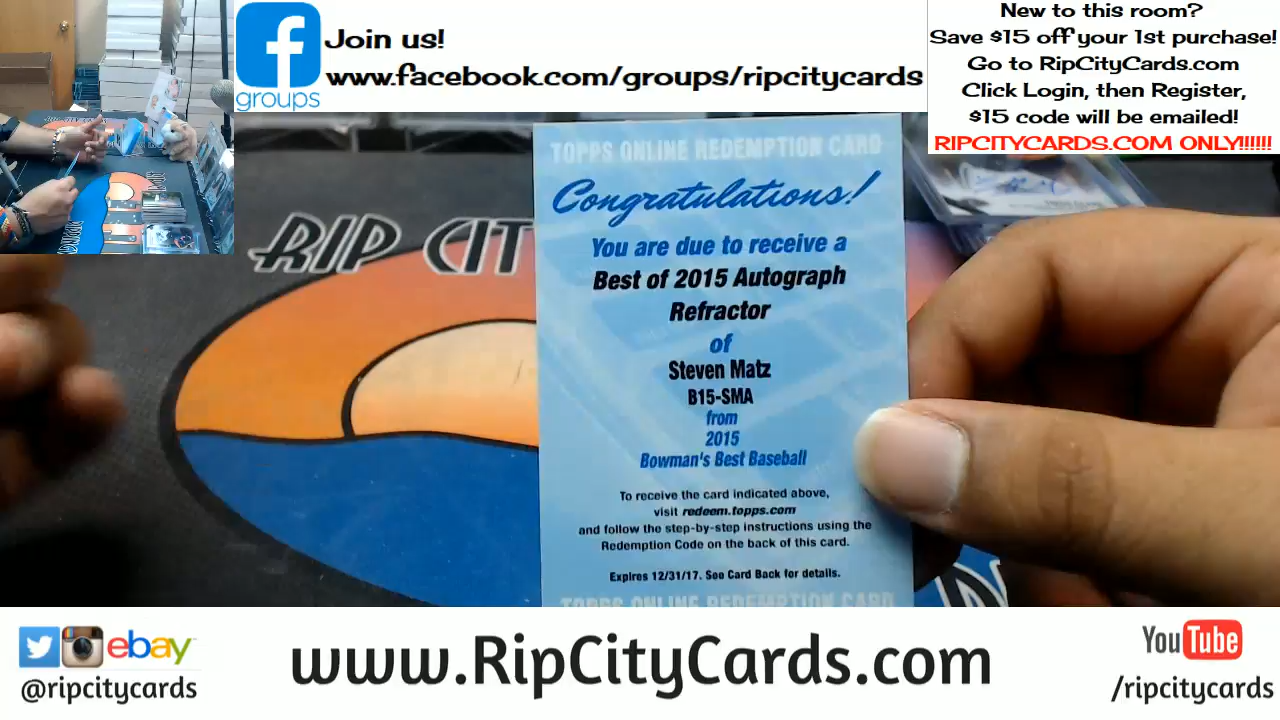 Join us!
www.facebook.com/groups/ripcitycards
groups
New to this room?
Save $15 off your 1st purchase!
Go to RipCityCards.com
Click Login, then Register,
$15 code will be emailed!
RIPCITYCARDS.COM ONLY!!!!!!
RIP CIT
TOPPS ONLINE REDEMPTION CARD
Congratulations!
You are due to receive a
Best of 2015 Autograph
Refractor
of
Steven Matz
B15-SMA
from
2015
Bowman's Best Baseball
To receive the card indicated above,
visit redeem.topps.com
and follow the step-by-step instructions using the
Redemption Code on the back of this card.
Expires 12/31/17. See Card Back for details.
TOPPS ONLINE REDEMPTION CARD
ebay
@ripcitycards
www.RipCityCards.com
YouTube
/ripcitycards